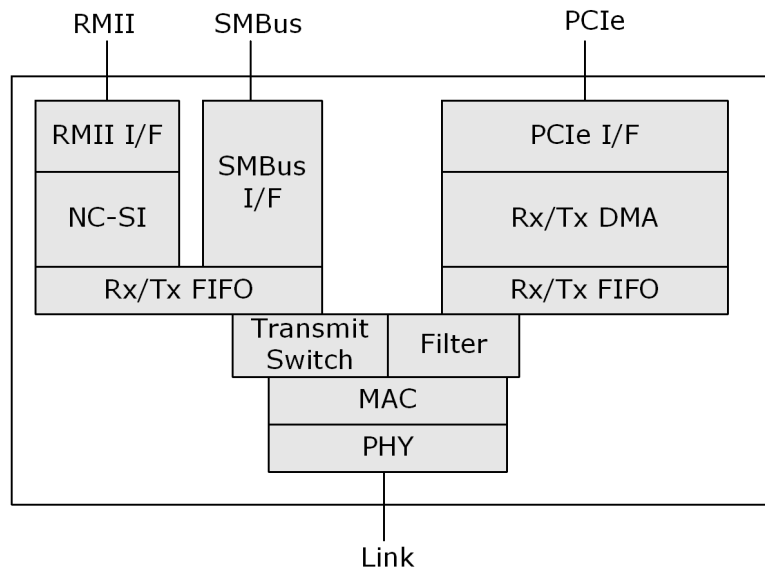 RMII
SMBus
PCIe
RMII I/F
SMBus
I/F
PCIe I/F
NC-SI
Rx/Tx DMA
Rx/Tx FIFO
Rx/Tx FIFO
Transmit
Switch
Filter
MAC
PHY
Link